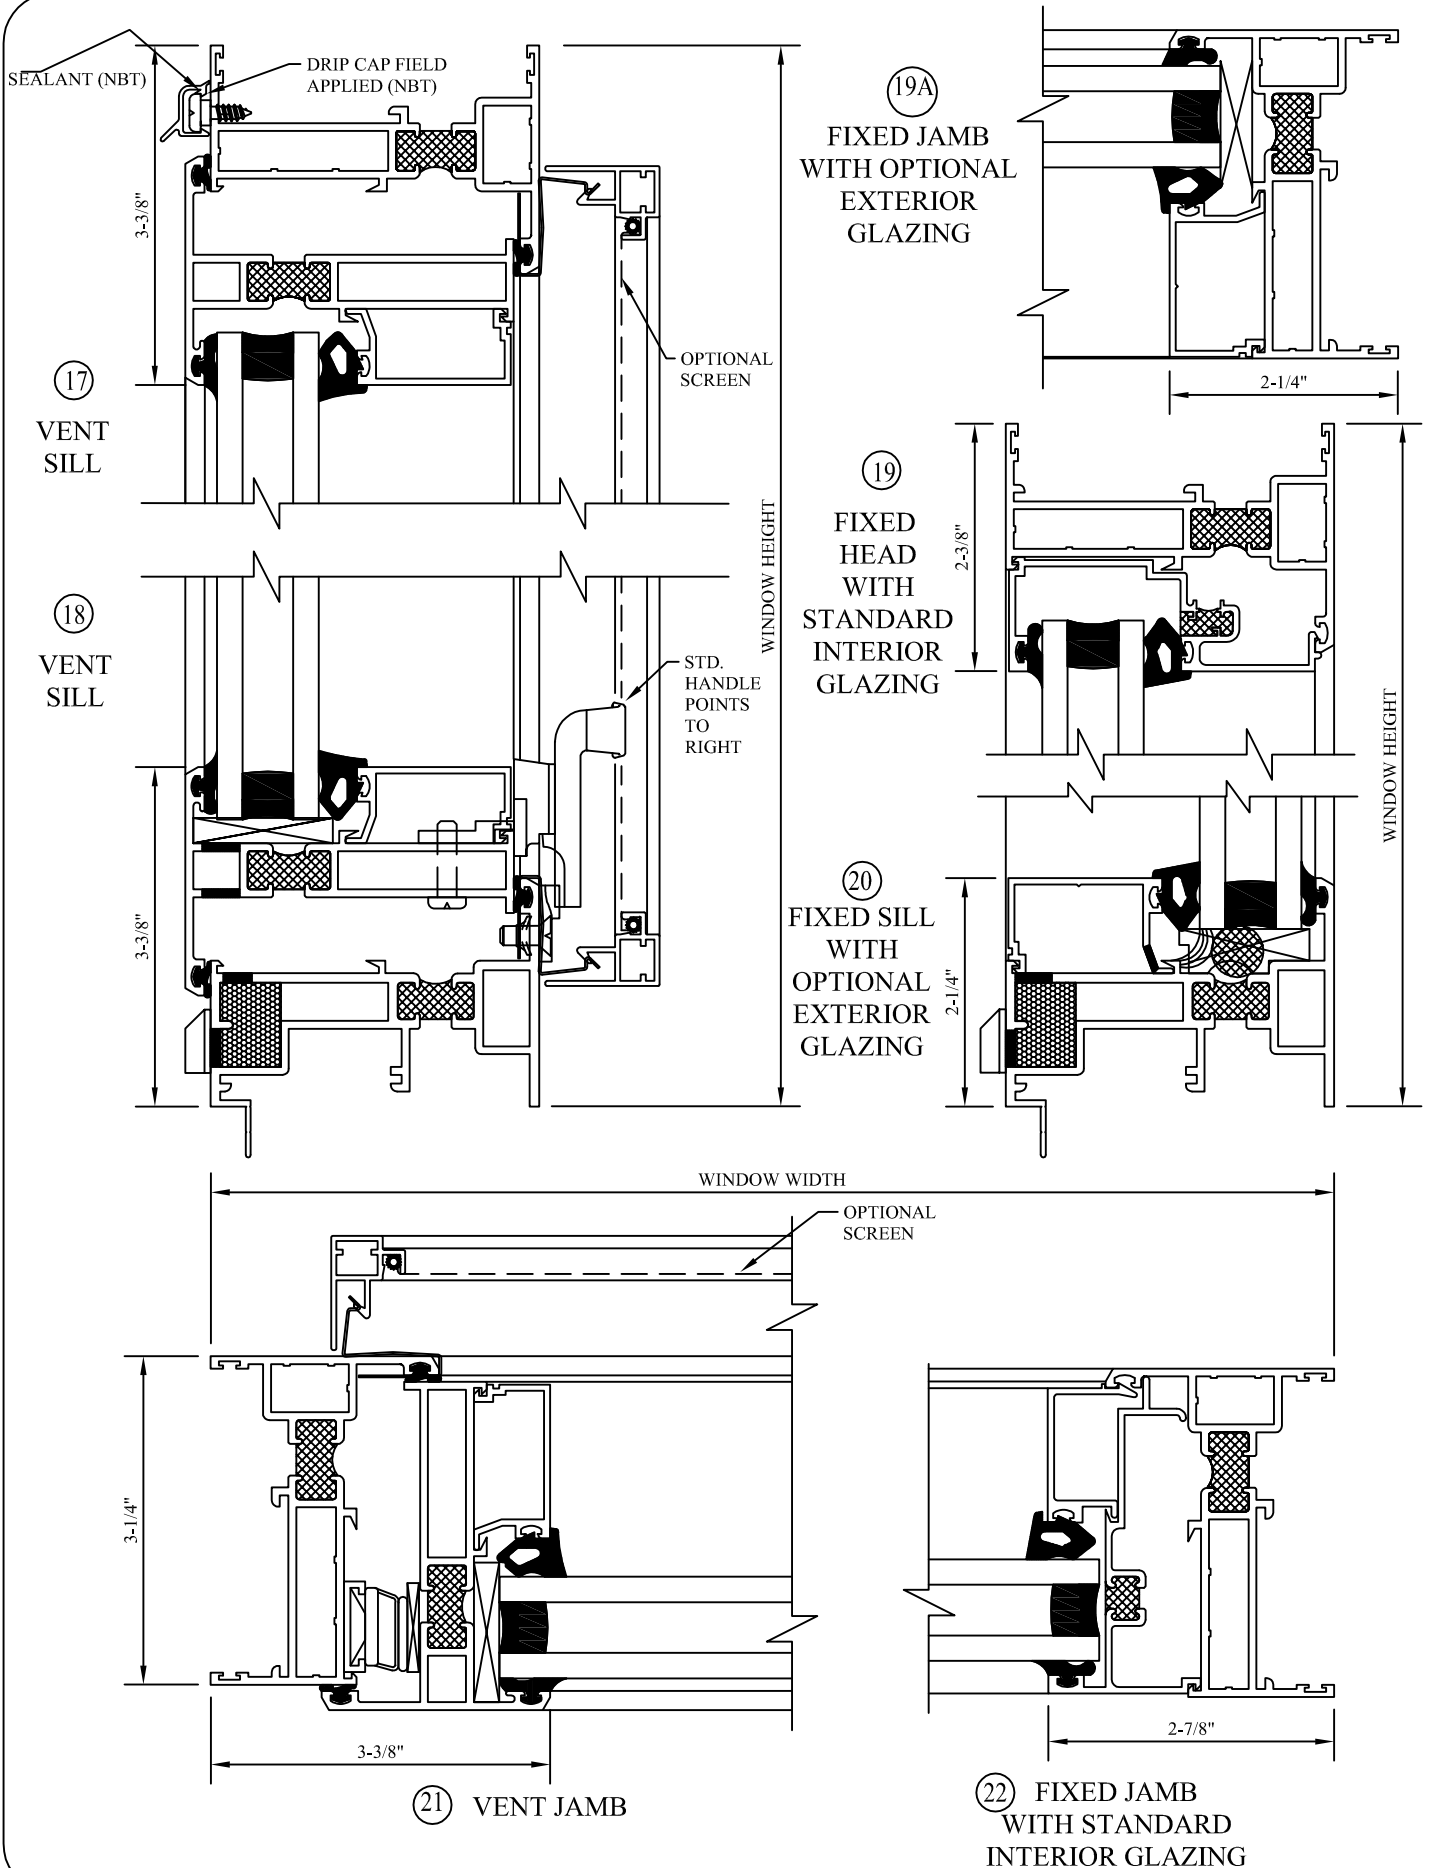 SEALANT (NBT)
DRIP CAP FIELD
APPLIED (NBT)
3-3/8"
17
VENT
SILL
OPTIONAL
SCREEN
WINDOW HEIGHT
18
VENT
SILL
STD.
HANDLE
POINTS
TO
RIGHT
3-3/8"
19A
FIXED JAMB
WITH OPTIONAL
EXTERIOR
GLAZING
2-1/4"
19
FIXED
HEAD
WITH
STANDARD
INTERIOR
GLAZING
2-3/8"
WINDOW HEIGHT
20
FIXED SILL
WITH
OPTIONAL
EXTERIOR
GLAZING
2-1/4"
WINDOW WIDTH
OPTIONAL
SCREEN
3-1/4"
3-3/8"
21 VENT JAMB
2-7/8"
22 FIXED JAMB
WITH STANDARD
INTERIOR GLAZING